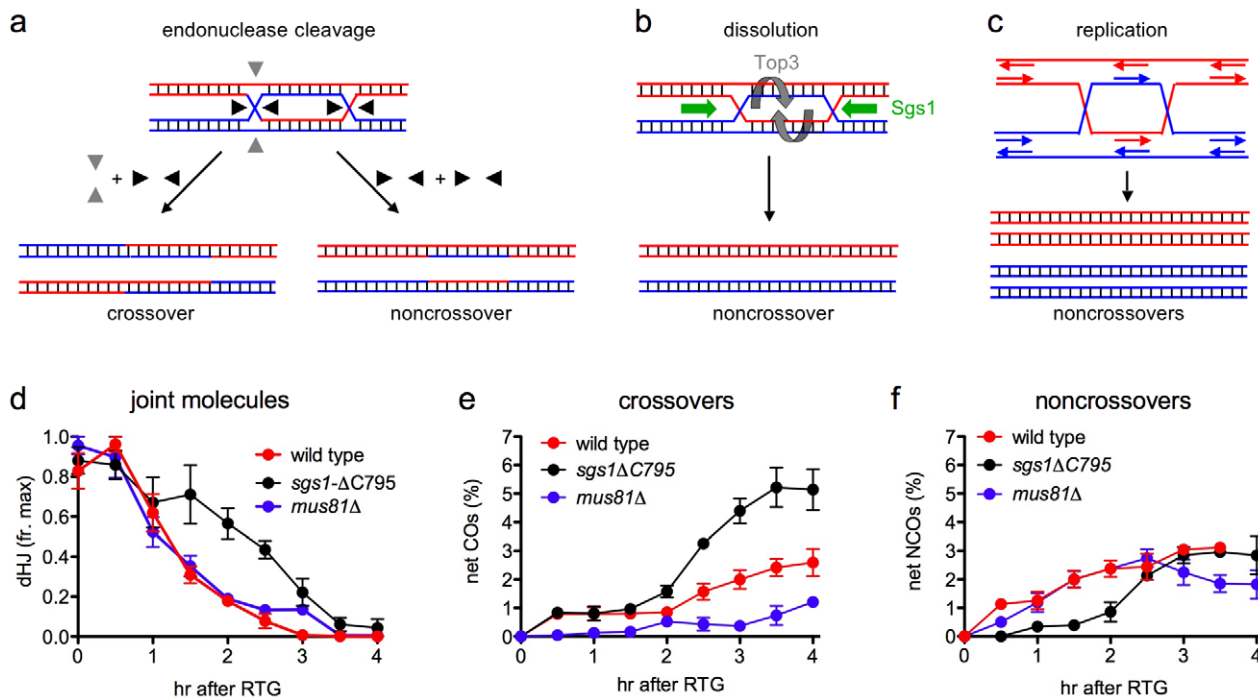 a
endonuclease cleavage
+
+
crossover
noncrossover
b
dissolution
Top3
Sgs1
noncrossover
c
replication
noncrossovers
d
joint molecules
dHJ (fr. max)
1.0
0.8
0.6
0.4
0.2
0.0
wild type
sgs1-ΔC795
mus81Δ
0 1 2 3 4
hr after RTG
e
crossovers
net COs (%)
7
6
5
4
3
2
1
0
wild type
sgs1ΔC795
mus81Δ
0 1 2 3 4
hr after RTG
f
noncrossovers
net NCOs (%)
7
6
5
4
3
2
1
0
wild type
sgs1ΔC795
mus81Δ
0 1 2 3 4
hr after RTG